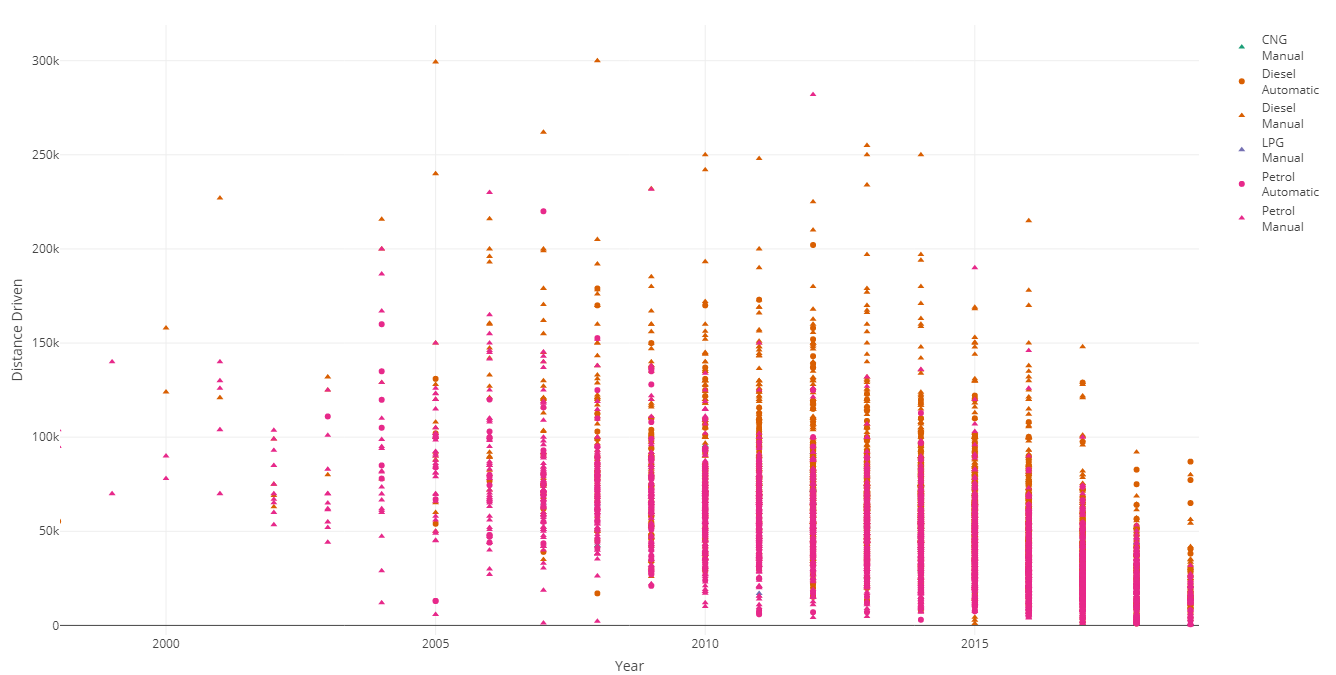 300k
250k
200k
150k
100k
50k
0
2000
2005
2010
2015
Year
Distance Driven
CNG
Manual
Diesel
Automatic
Diesel
Manual
LPG
Manual
Petrol
Automatic
Petrol
Manual